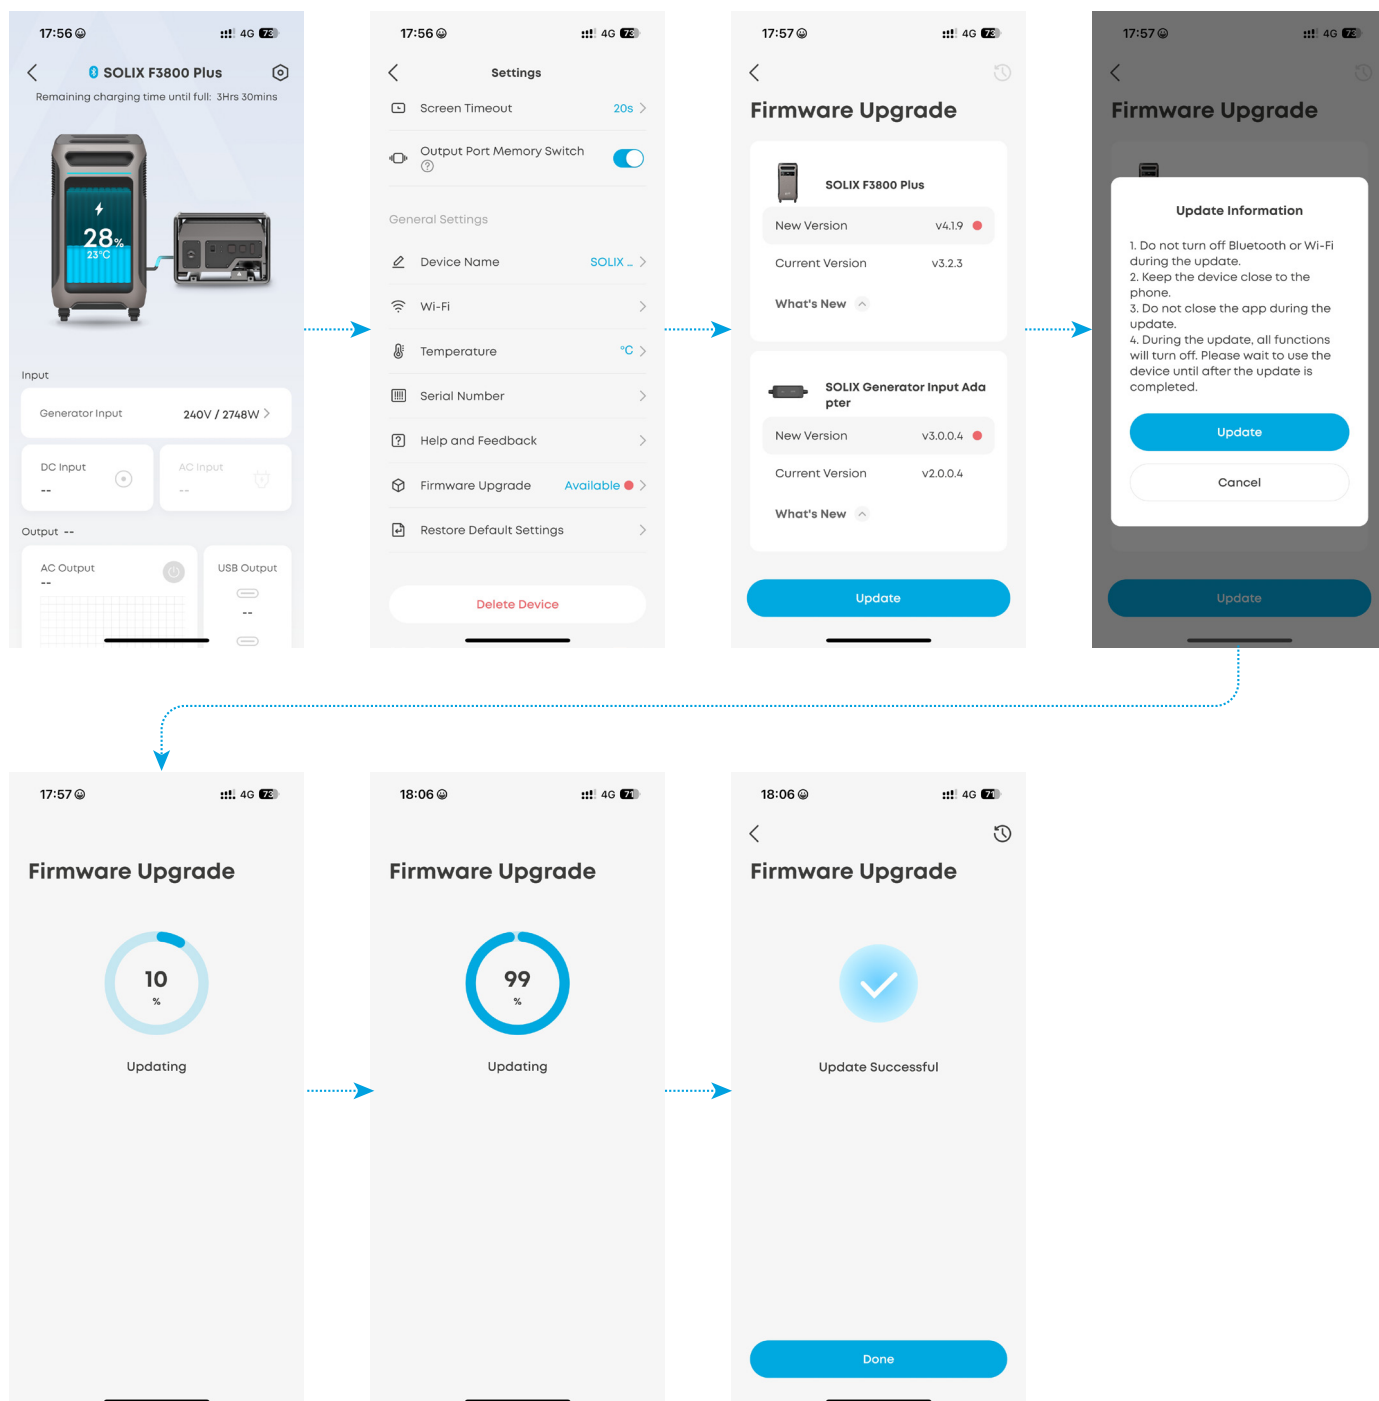 17:56
4G 73
SOLIX F3800 Plus
Remaining charging time until full: 3Hrs 30mins
28%
23°C
Input
Generator Input 240V / 2748W
DC Input
--
AC Input
--
Output --
AC Output
--
USB Output
--
17:56
4G 73
Settings
Screen Timeout 20s
Output Port Memory Switch
?
General Settings
Device Name SOLIX ...
Wi-Fi
Temperature °C
Serial Number
Help and Feedback
Firmware Upgrade Available
Restore Default Settings
Delete Device
17:57
4G 73
Firmware Upgrade
SOLIX F3800 Plus
New Version v4.1.9
Current Version v3.2.3
What's New
SOLIX Generator Input Ada
pter
New Version v3.0.0.4
Current Version v2.0.0.4
What's New
Update
17:57
4G 73
Firmware Upgrade
Update Information
1. Do not turn off Bluetooth or Wi-Fi
during the update.
2. Keep the device close to the
phone.
3. Do not close the app during the
update.
4. During the update, all functions
will turn off. Please wait to use the
device until after the update is
completed.
Update
Cancel
Update
17:57
4G 73
Firmware Upgrade
10
%
Updating
18:06
4G 71
Firmware Upgrade
99
%
Updating
18:06
4G 71
Firmware Upgrade
Update Successful
Done